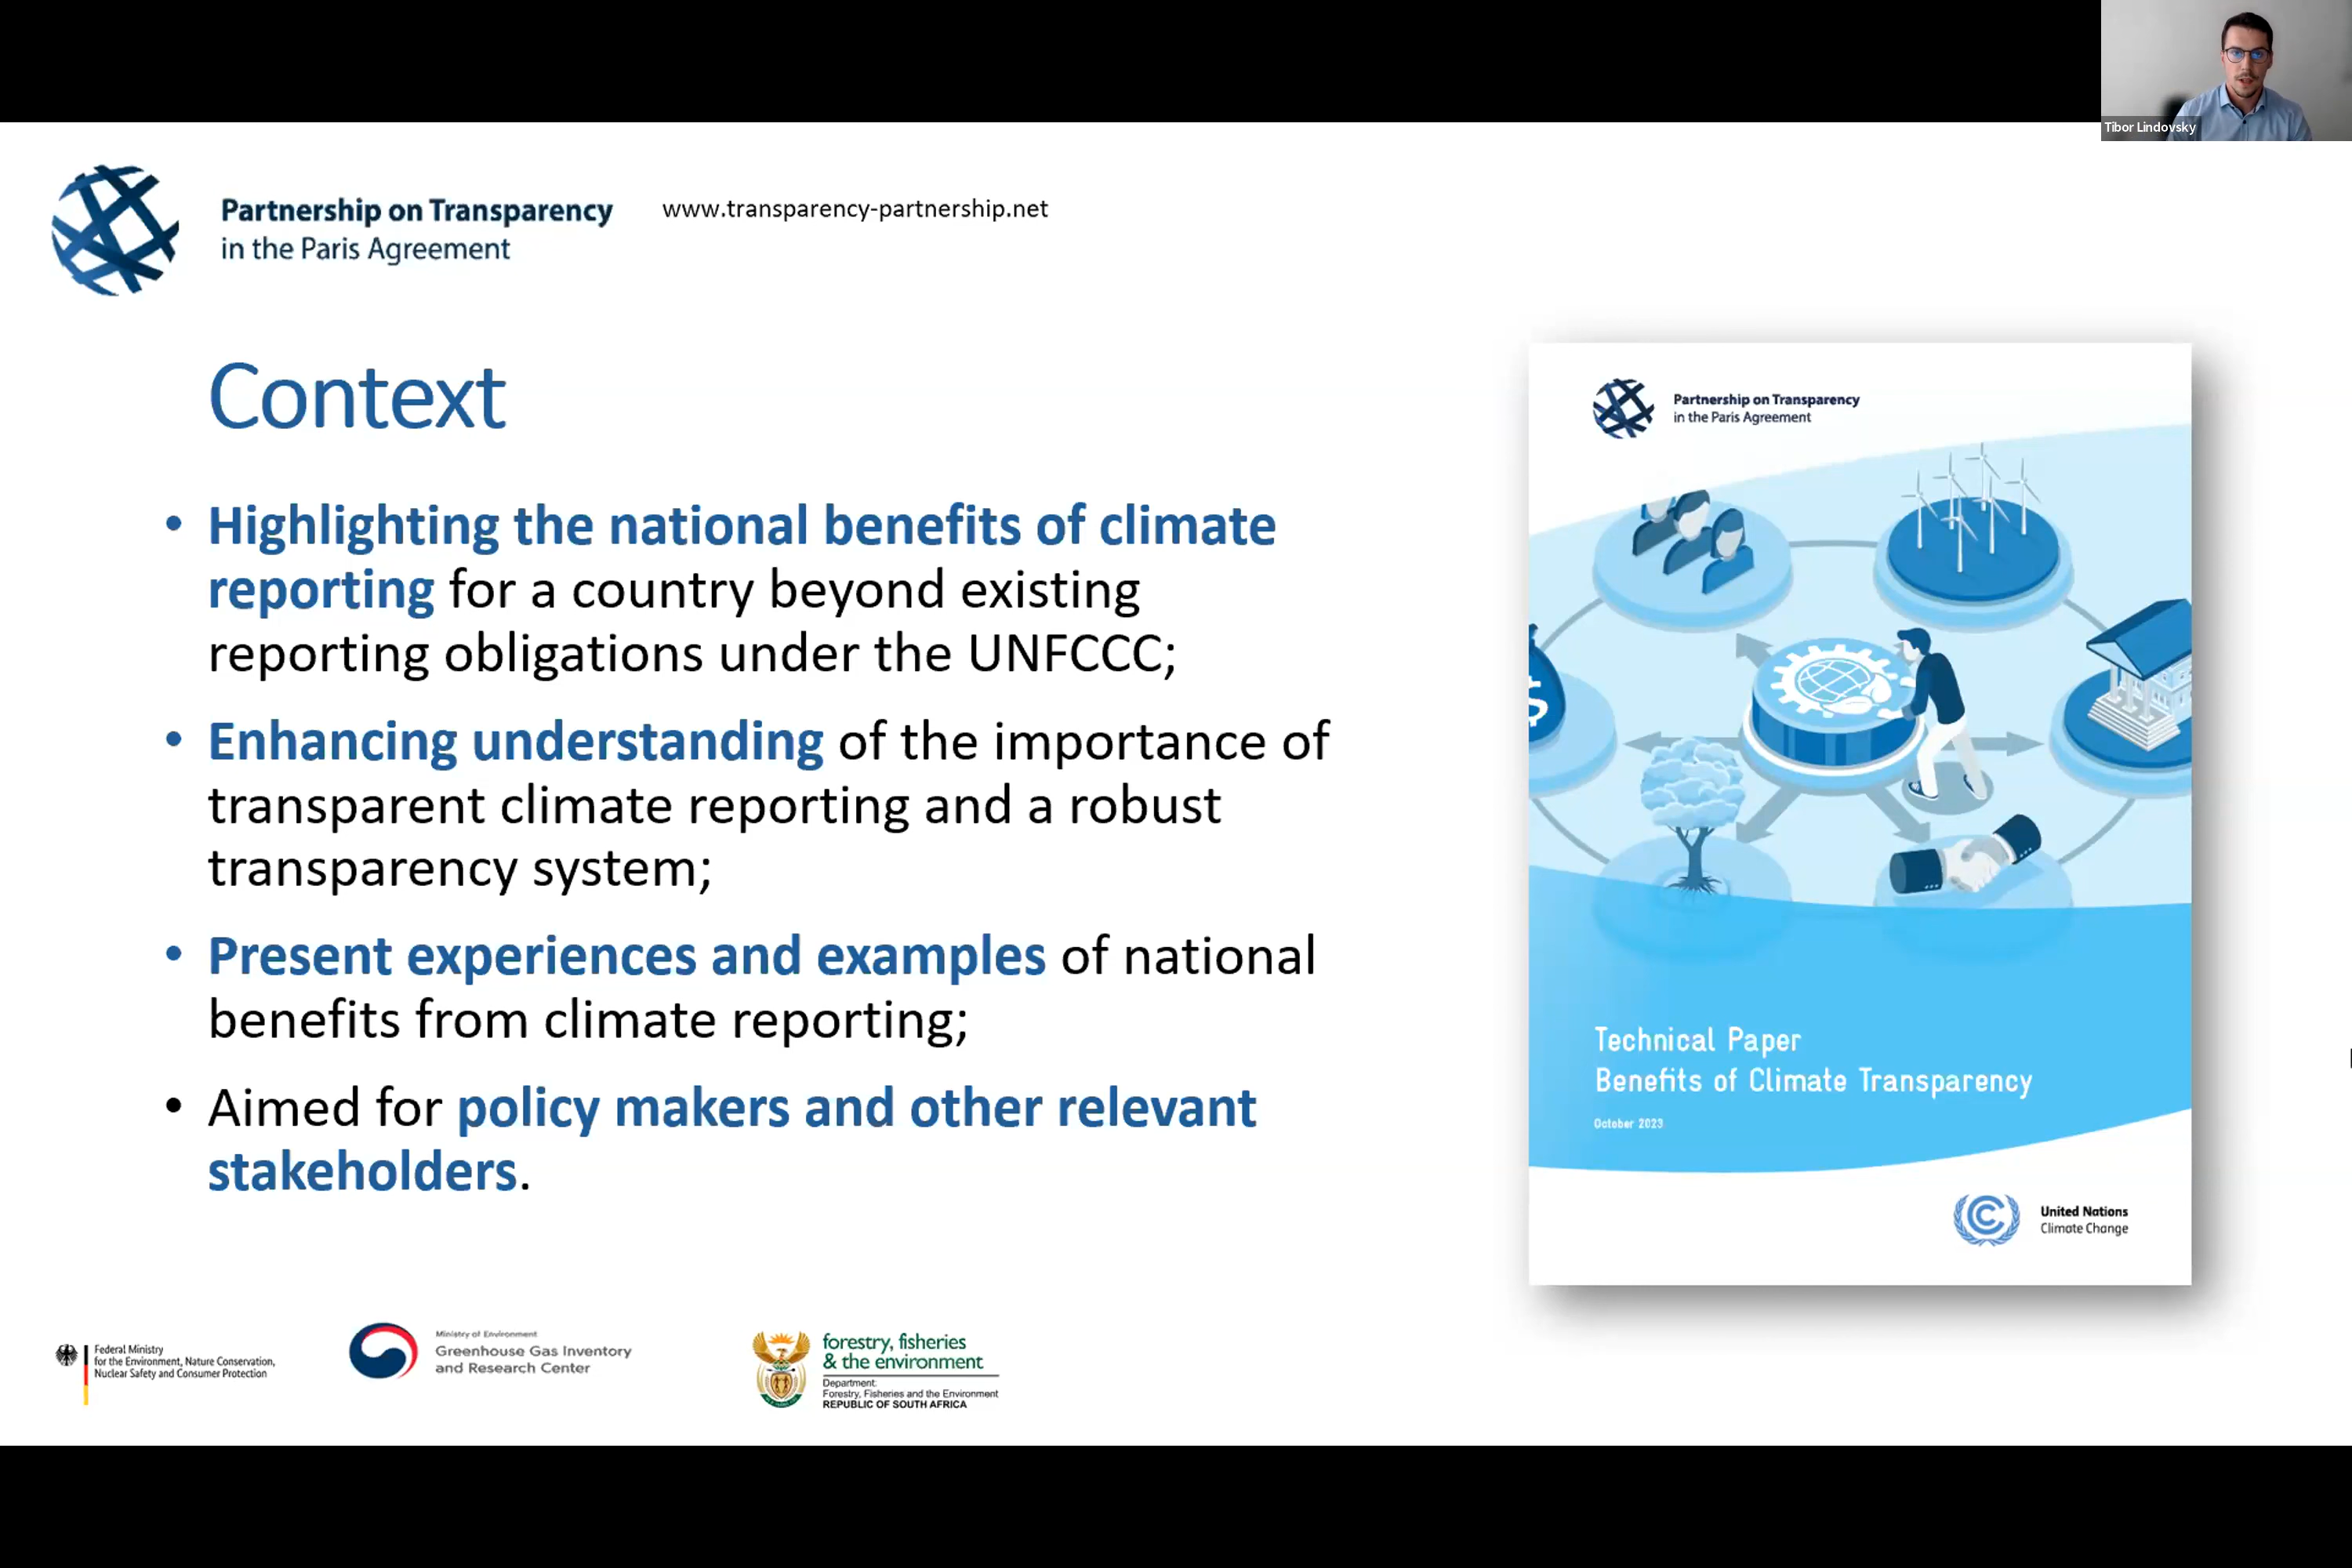 Tibor Lindovsky
Partnership on Transparency
in the Paris Agreement
www.transparency-partnership.net
Context
• Highlighting the national benefits of climate
reporting for a country beyond existing
reporting obligations under the UNFCCC;
• Enhancing understanding of the importance of
transparent climate reporting and a robust
transparency system;
• Present experiences and examples of national
benefits from climate reporting;
• Aimed for policy makers and other relevant
stakeholders.
Partnership on Transparency
in the Paris Agreement
$
Technical Paper
Benefits of Climate Transparency
October 2023
United Nations
Climate Change
Federal Ministry
for the Environment, Nature Conservation,
Nuclear Safety and Consumer Protection
Ministry of Environment
Greenhouse Gas Inventory
and Research Center
forestry, fisheries
& the environment
Department:
Forestry, Fisheries and the Environment
REPUBLIC OF SOUTH AFRICA